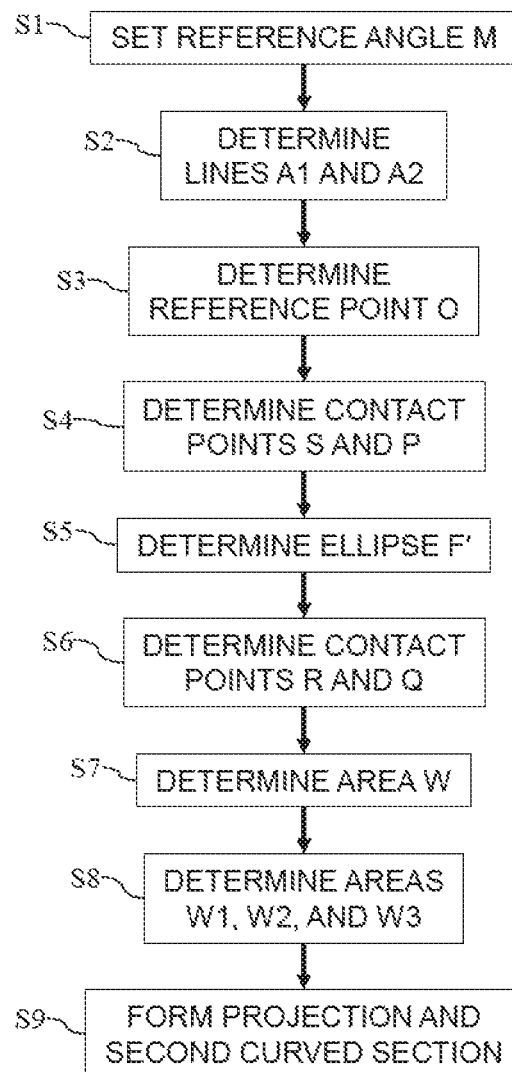 S1
SET REFERENCE ANGLE M
S2
DETERMINE
LINES A1 AND A2
S3
DETERMINE
REFERENCE POINT O
S4
DETERMINE CONTACT
POINTS S AND P
S5
DETERMINE ELLIPSE F'
S6
DETERMINE CONTACT
POINTS R AND Q
S7
DETERMINE AREA W
S8
DETERMINE AREAS
W1, W2, AND W3
S9
FORM PROJECTION AND
SECOND CURVED SECTION